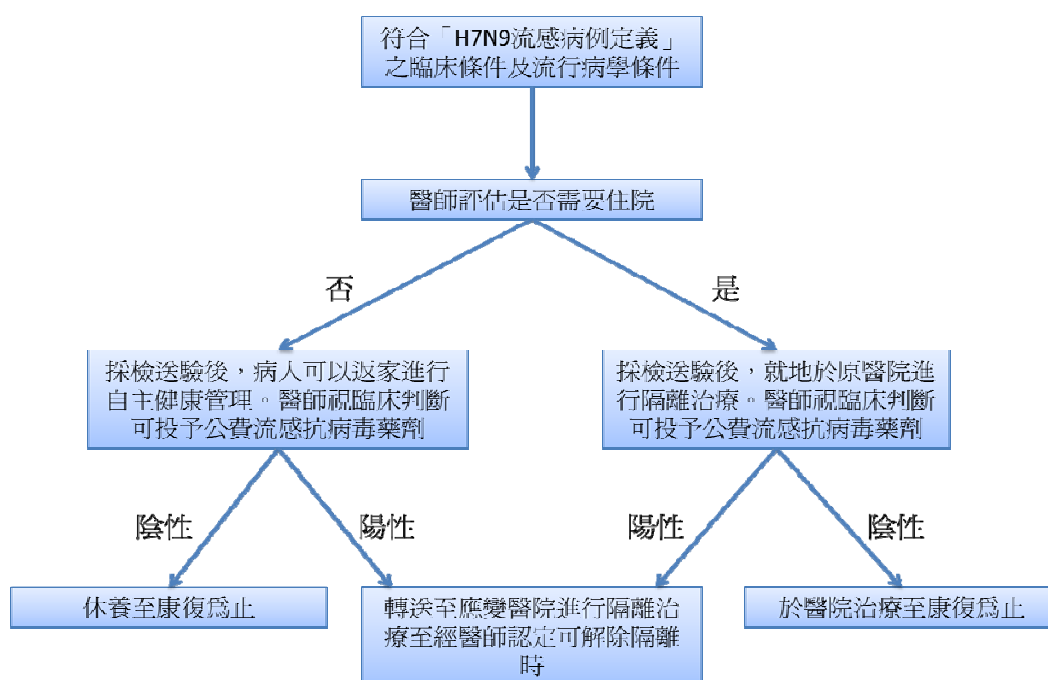 符合「H7N9流感病例定義」
之臨床條件及流行病學條件
醫師評估是否需要住院
否
是
採檢送驗後，病人可以返家進行
自主健康管理。醫師視臨床判斷
可投予公費流感抗病毒藥劑
採檢送驗後，就地於原醫院進
行隔離治療。醫師視臨床判斷
可投予公費流感抗病毒藥劑
陰性
陽性
陽性
陰性
休養至康復為止
轉送至應變醫院進行隔離治
療至經醫師認定可解除隔離
時
於醫院治療至康復為止